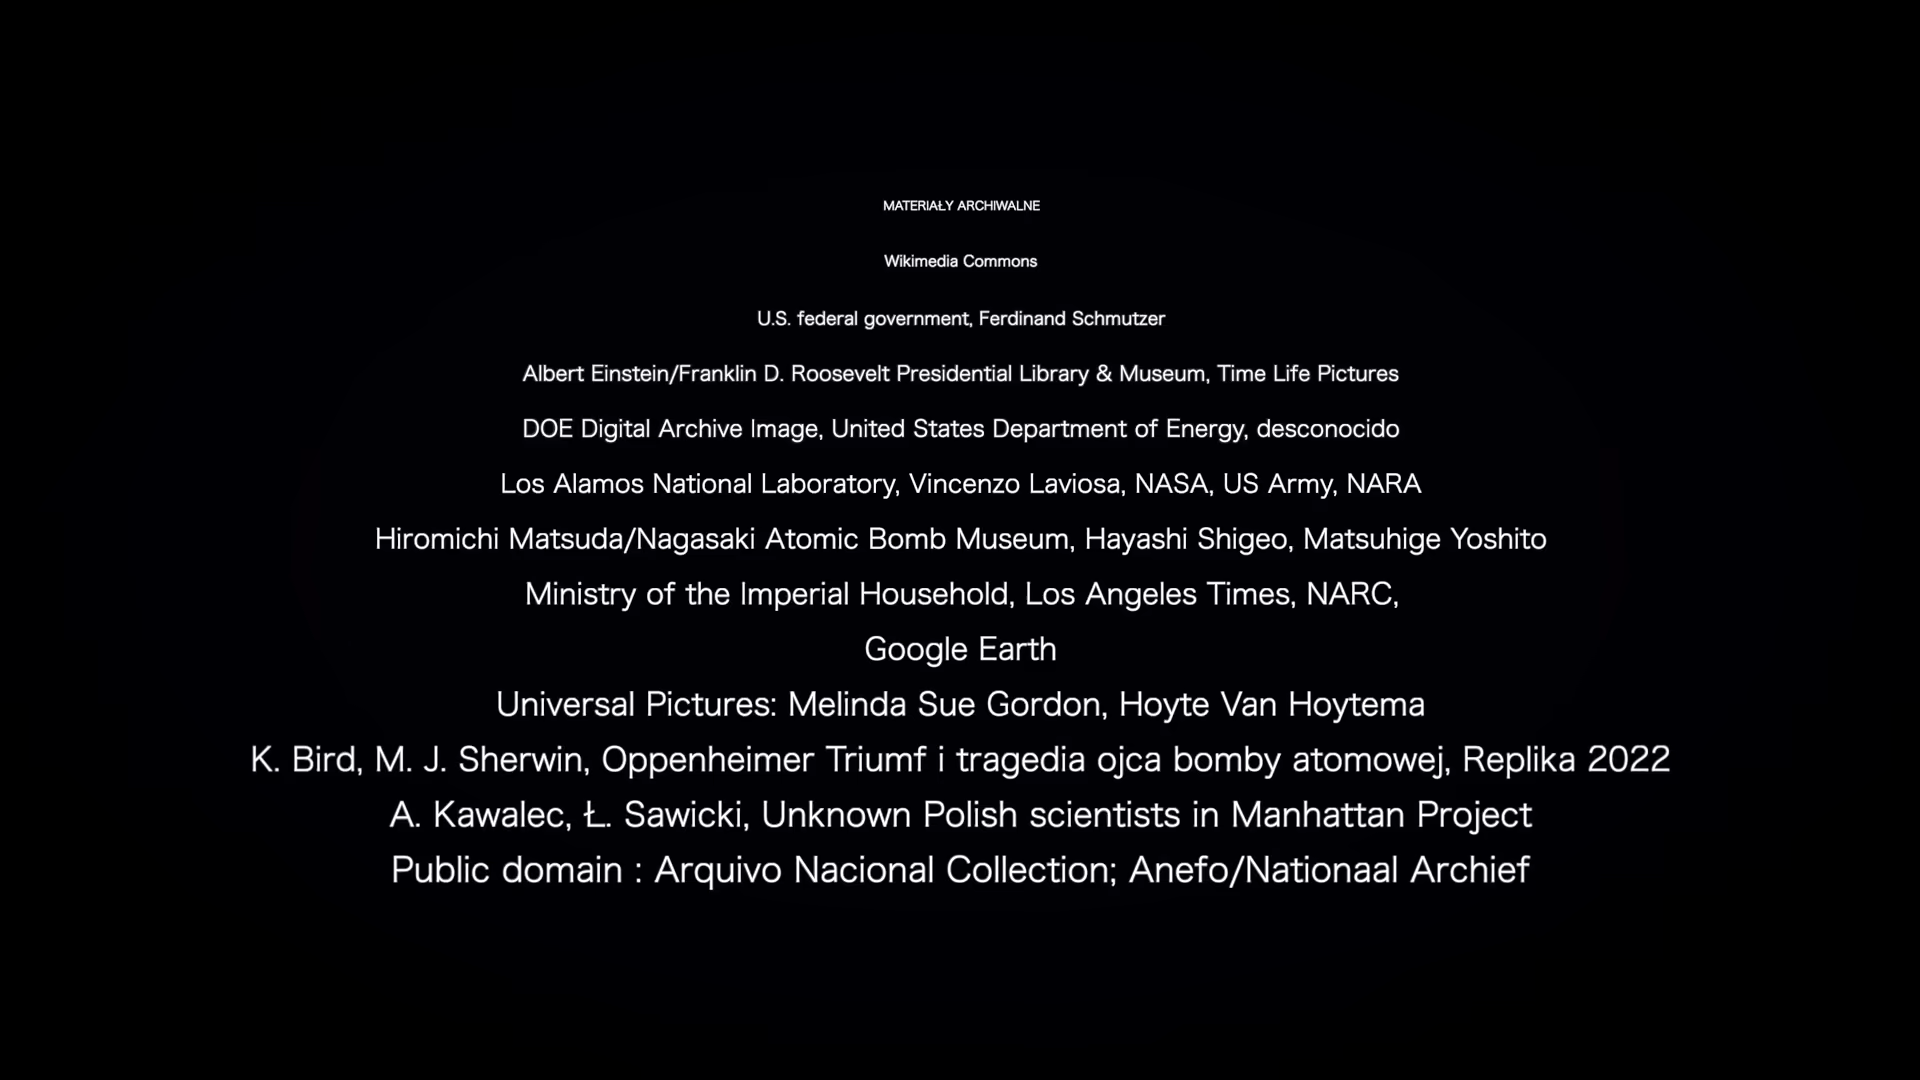 MATERIAŁY ARCHIWALNE
Wikimedia Commons
U.S. federal government, Ferdinand Schmutzer
Albert Einstein/Franklin D. Roosevelt Presidential Library & Museum, Time Life Pictures
DOE Digital Archive Image, United States Department of Energy, desconocido
Los Alamos National Laboratory, Vincenzo Laviosa, NASA, US Army, NARA
Hiromichi Matsuda/Nagasaki Atomic Bomb Museum, Hayashi Shigeo, Matsuhige Yoshito
Ministry of the Imperial Household, Los Angeles Times, NARC,
Google Earth
Universal Pictures: Melinda Sue Gordon, Hoyte Van Hoytema
K. Bird, M. J. Sherwin, Oppenheimer Triumf i tragedia ojca bomby atomowej, Replika 2022
A. Kawalec, Ł. Sawicki, Unknown Polish scientists in Manhattan Project
Public domain : Arquivo Nacional Collection; Anefo/Nationaal Archief